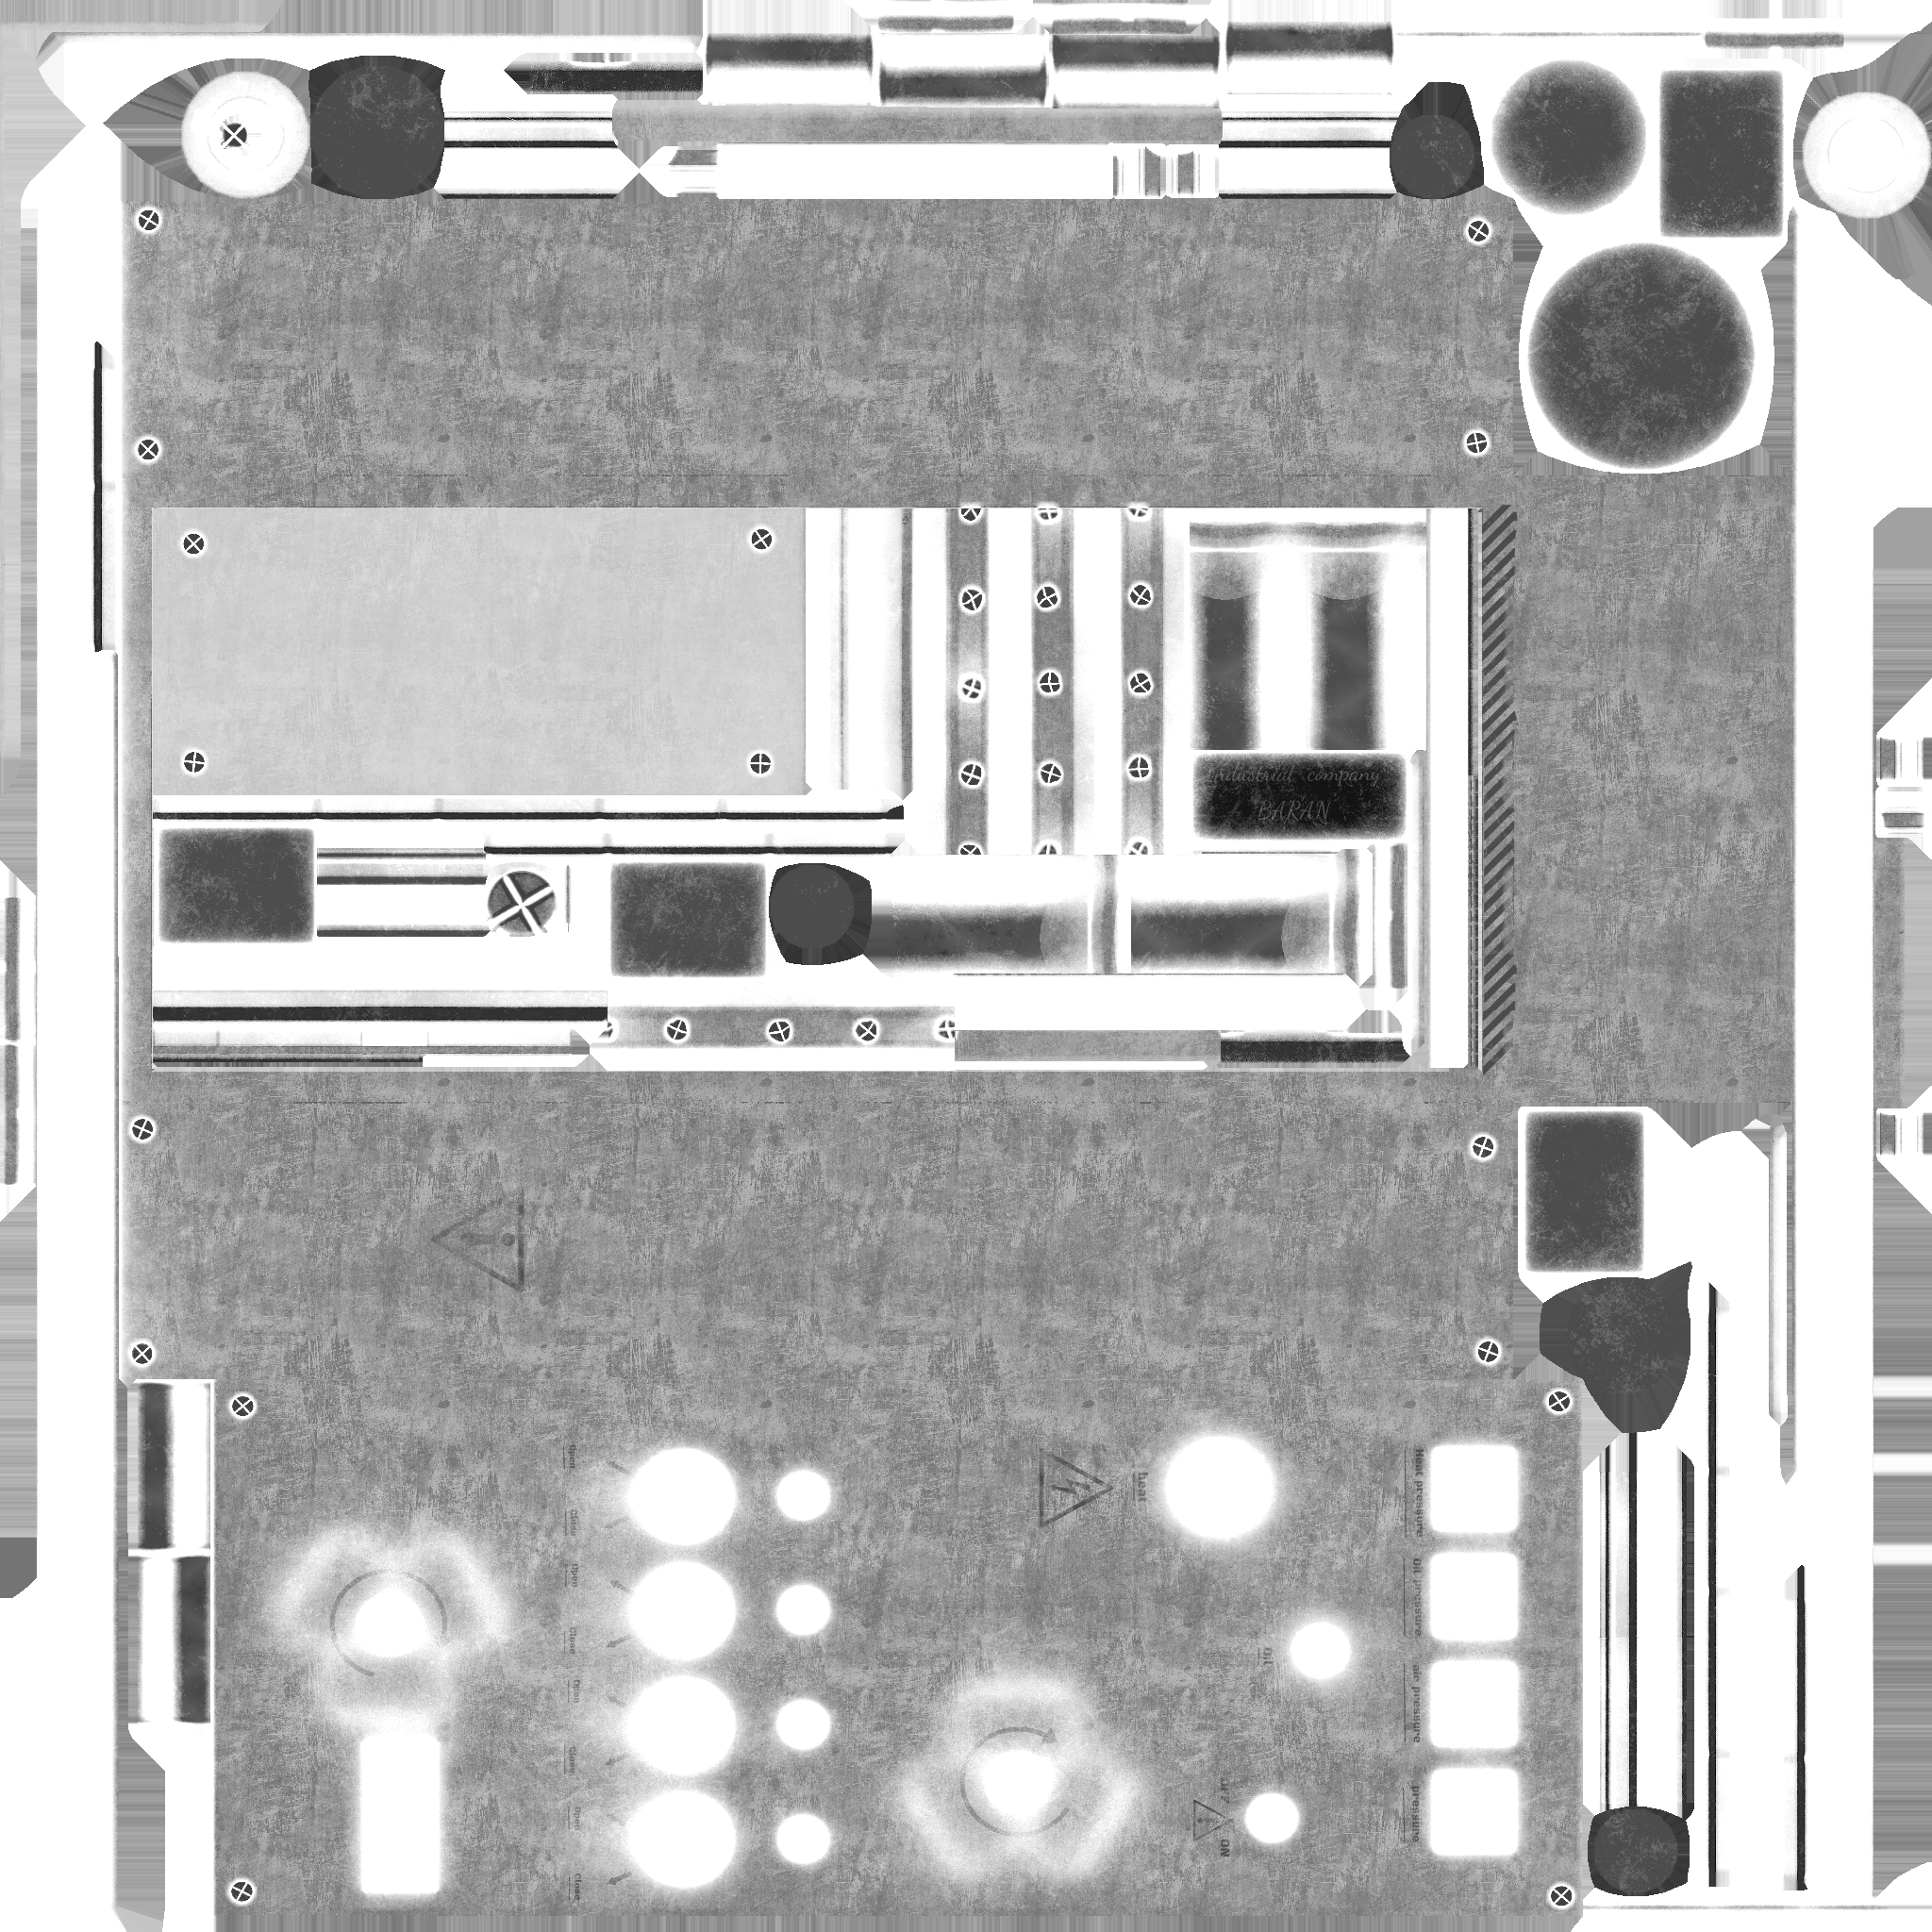 industrial company
BARAN
open
Close
open
close
open
Close
open
close
heat
oil
OFF
ON
Heat pressure
oil pressure
air pressure
pressure